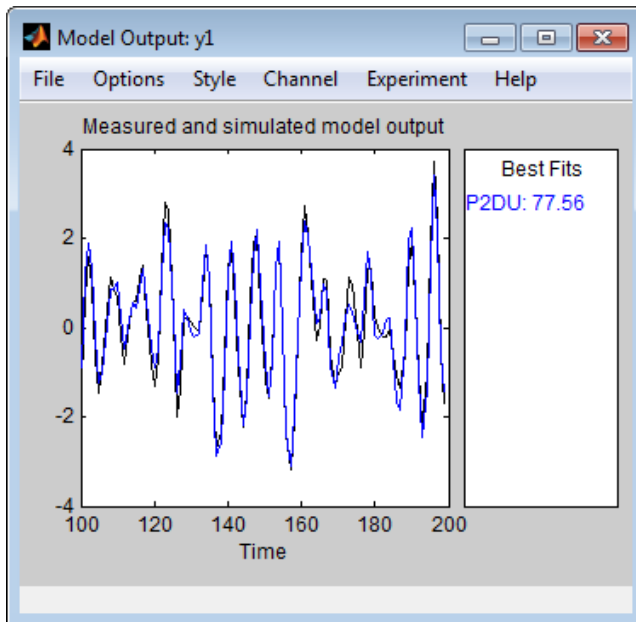 Model Output: y1
File Options Style Channel Experiment Help
Measured and simulated model output
Best Fits
P2DU: 77.56
4
2
0
-2
-4
100 120 140 160 180 200
Time